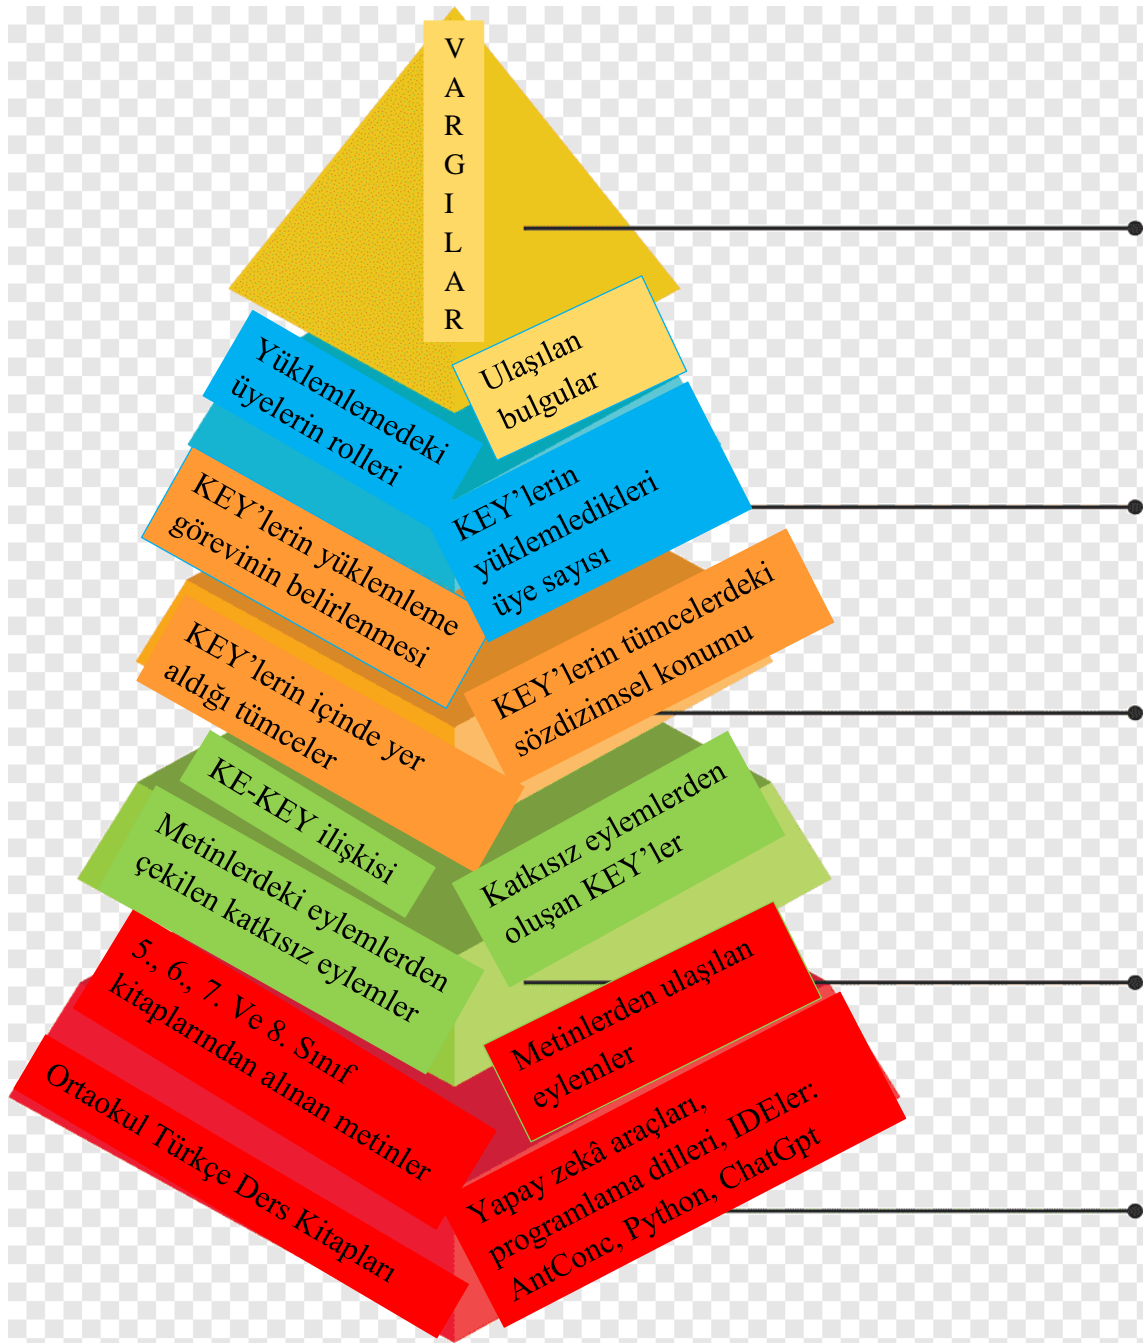 VARGILAR
Ulaşılan
bulgular
Yüklemlemedeki
üyelerin rolleri
KEY’lerin
yüklemledikleri
üye sayısı
KEY’lerin yüklemleme
görevinin belirlenmesi
KEY’lerin tümcelerdeki
sözdizimsel konumu
KEY’lerin içinde yer
aldığı tümceler
KE-KEY ilişkisi
Katkısız eylemlerden
oluşan KEY’ler
Metinlerdeki eylemlerden
çekilen katkısız eylemler
Metinlerden ulaşılan
eylemler
5., 6., 7. Ve 8. Sınıf
kitaplarından alınan metinler
Yapay zekâ araçları,
programlama dilleri, IDEler:
AntConc, Python, ChatGpt
Ortaokul Türkçe Ders Kitapları